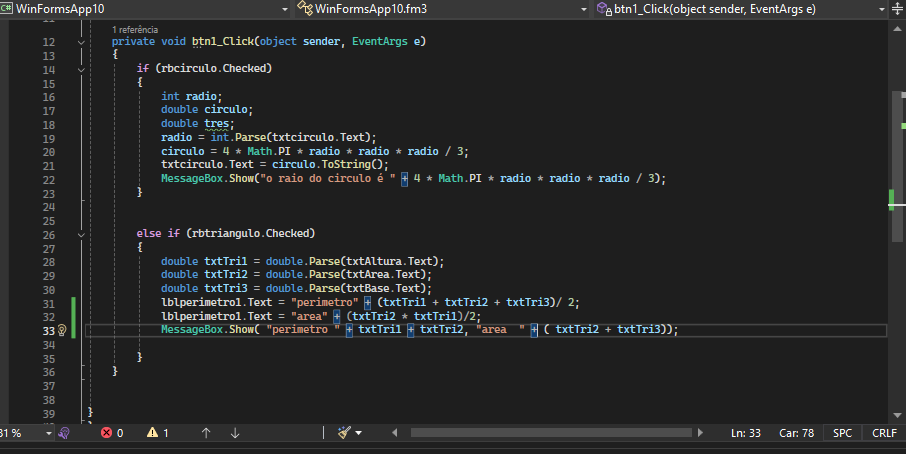 C# WinFormsApp10 WinFormsApp10.fm3 btn1_Click(object sender, EventArgs e)
1 referência
12 private void btn1_Click(object sender, EventArgs e)
13 {
14 if (rbcirculo.Checked)
15 {
16 int radio;
17 double circulo;
18 double tres;
19 radio = int.Parse(txtcirculo.Text);
20 circulo = 4 * Math.PI * radio * radio * radio / 3;
21 txtcirculo.Text = circulo.ToString();
22 MessageBox.Show("o raio do circulo é " + 4 * Math.PI * radio * radio * radio / 3);
23 }
24
25
26 else if (rbtriangulo.Checked)
27 {
28 double txtTri1 = double.Parse(txtAltura.Text);
29 double txtTri2 = double.Parse(txtArea.Text);
30 double txtTri3 = double.Parse(txtBase.Text);
31 lblperimetro1.Text = "perimetro" + (txtTri1 + txtTri2 + txtTri3)/ 2;
32 lblperimetro1.Text = "area" + (txtTri2 * txtTri1)/2;
33 MessageBox.Show( "perimetro " + txtTri1 + txtTri2, "area  " + ( txtTri2 + txtTri3));
34
35 }
36 }
37
38
39 }
31 % 0 1 Ln: 33 Car: 78 SPC CRLF